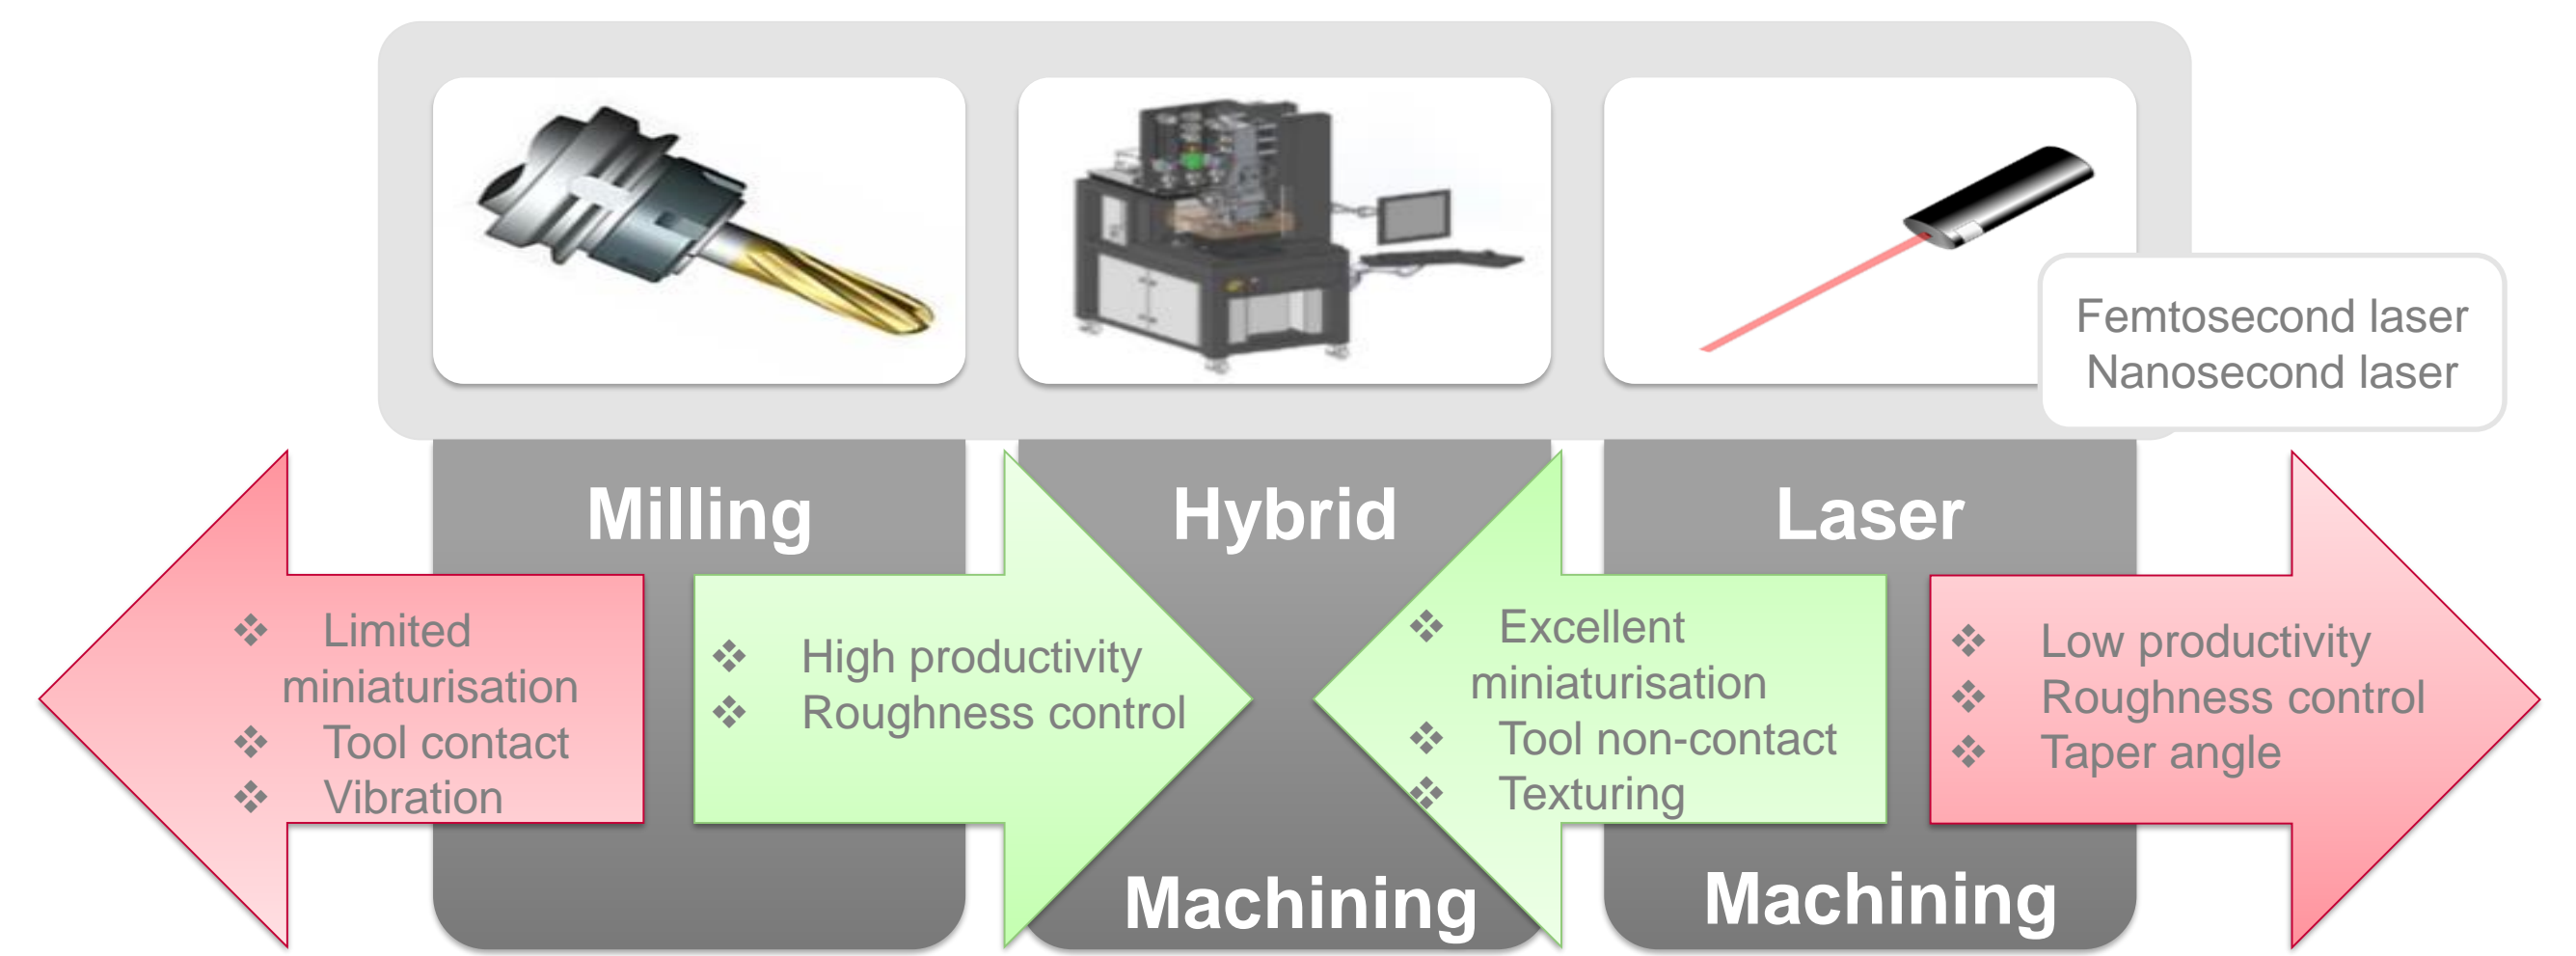 Femtosecond laser
Nanosecond laser
Milling
Hybrid
Laser
❖ Limited
miniaturisation
❖ Tool contact
❖ Vibration
❖ High productivity
❖ Roughness control
❖ Excellent
miniaturisation
❖ Tool non-contact
❖ Texturing
❖ Low productivity
❖ Roughness control
❖ Taper angle
Machining
Machining